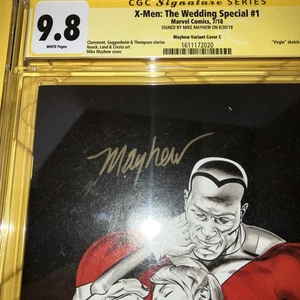 CGC Signature SERIES
9.8
WHITE Pages
X-Men: The Wedding Special #1
Marvel Comics, 7/18
SIGNED BY MIKE MAYHEW ON 6/30/18
Mayhew Variant Cover C
Claremont, Guggenheim & Thompson stories
Nauck, Land & Cresta art
Mike Mayhew cover
"Virgin" sketch
1611172020
Mayhew